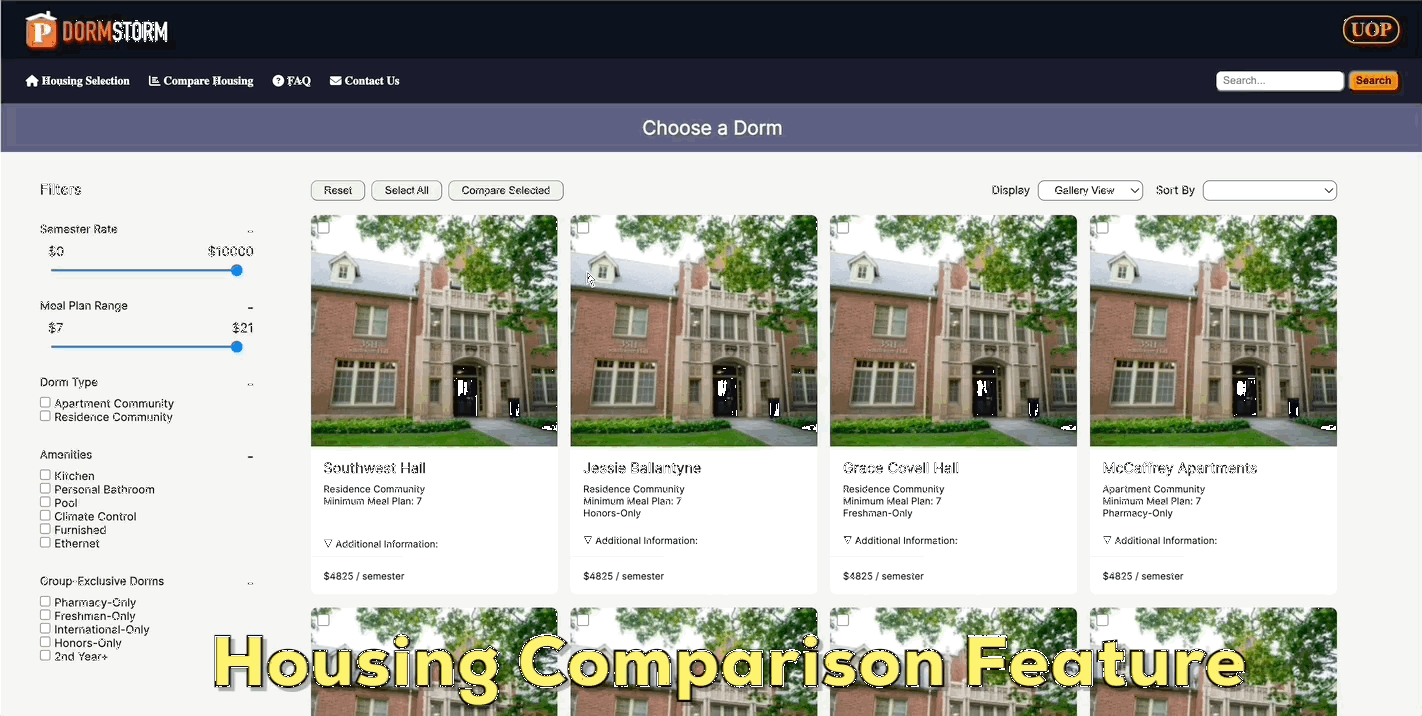 P DORMSTORM
UOP
Housing Selection Compare Housing FAQ Contact Us
Search... Search
Choose a Dorm
Filters
Semester Rate
$0 $10000
Meal Plan Range -
$7 $21
Dorm Type
Apartment Community
Residence Community
Amenities -
Kitchen
Personal Bathroom
Pool
Climate Control
Furnished
Ethernet
Group-Exclusive Dorms
Pharmacy-Only
Freshman-Only
International-Only
Honors-Only
2nd Year+
Reset Select All Compare Selected
Display Gallery View Sort By
Southwest Hall
Residence Community
Minimum Meal Plan: 7
▽ Additional Information:
$4825 / semester
Jessie Ballantyne
Residence Community
Minimum Meal Plan: 7
Honors-Only
▽ Additional Information:
$4825 / semester
Grace Covell Hall
Residence Community
Minimum Meal Plan: 7
Freshman-Only
▽ Additional Information:
$4825 / semester
McCaffrey Apartments
Apartment Community
Minimum Meal Plan: 7
Pharmacy-Only
▽ Additional Information:
$4825 / semester
Housing Comparison Feature